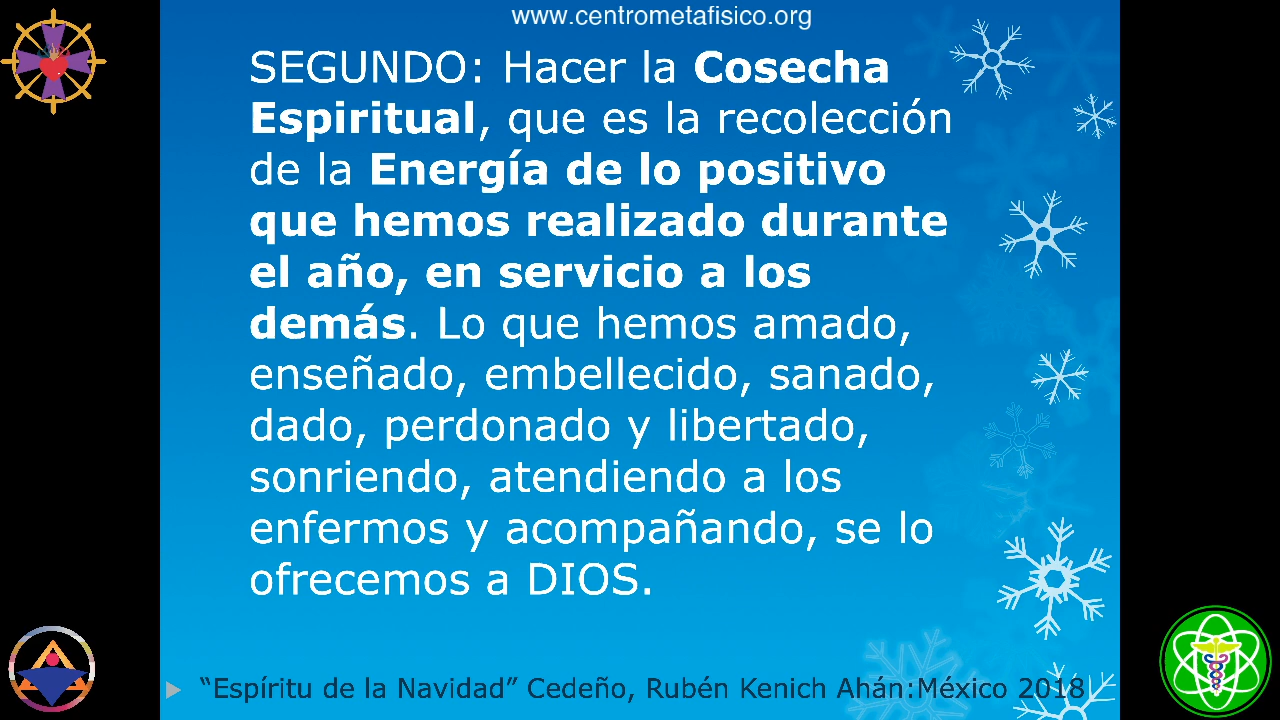 www.centrometafisico.org
SEGUNDO: Hacer la Cosecha
Espiritual, que es la recolección
de la Energía de lo positivo
que hemos realizado durante
el año, en servicio a los
demás. Lo que hemos amado,
enseñado, embellecido, sanado,
dado, perdonado y libertado,
sonriendo, atendiendo a los
enfermos y acompañando, se lo
ofrecemos a DIOS.
“Espíritu de la Navidad” Cedeño, Rubén Kenich Ahán:México 2018